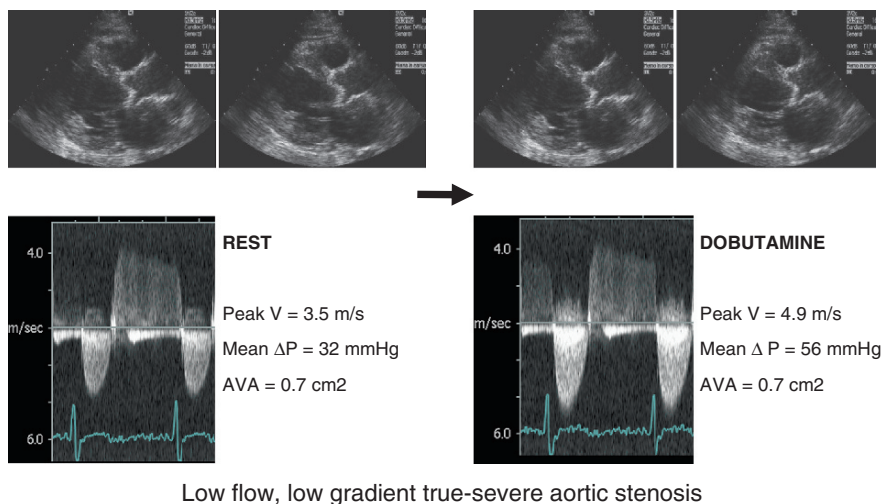 REST
4.0
Peak V = 3.5 m/s
m/sec
Mean ΔP = 32 mmHg
AVA = 0.7 cm2
6.0
DOBUTAMINE
4.0
Peak V = 4.9 m/s
m/sec
Mean Δ P = 56 mmHg
AVA = 0.7 cm2
6.0
Low flow, low gradient true-severe aortic stenosis